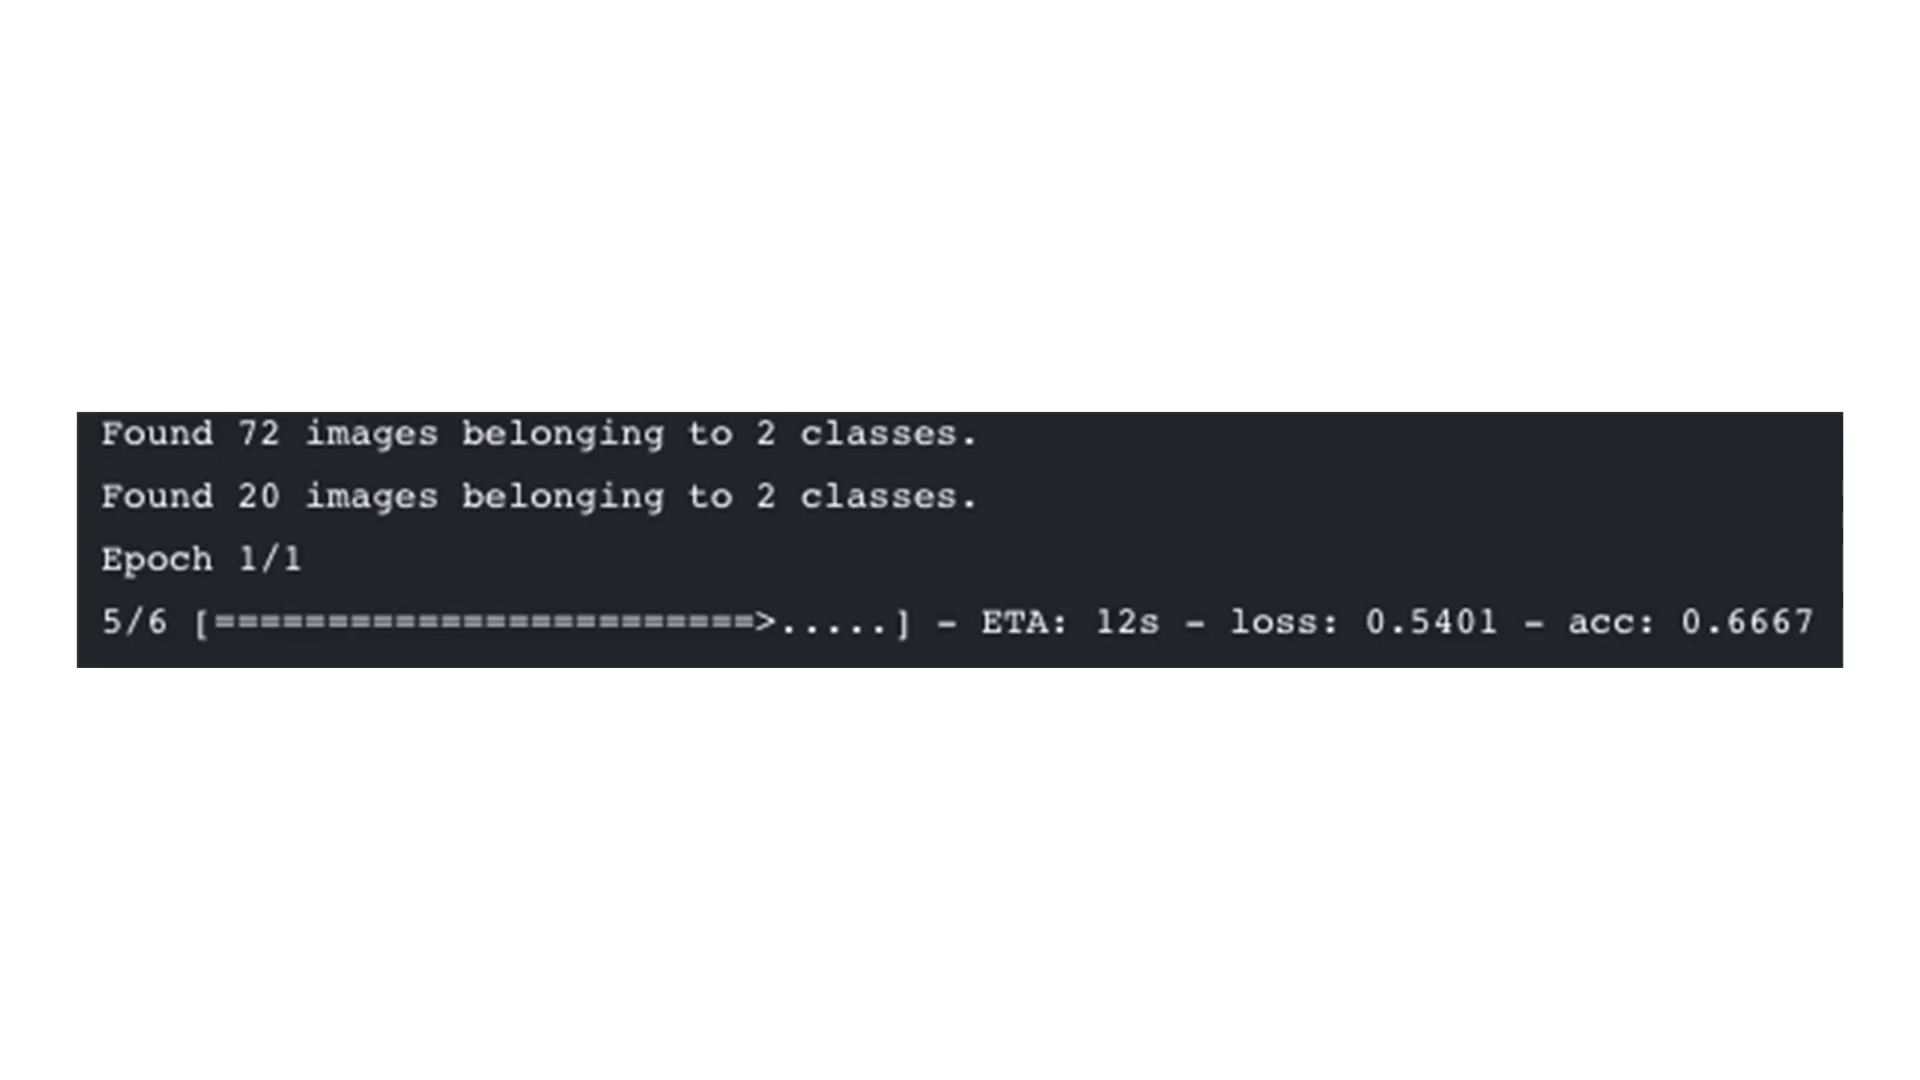 Found 72 images belonging to 2 classes.
Found 20 images belonging to 2 classes.
Epoch 1/1
5/6 [========================>.....] - ETA: 12s - loss: 0.5401 - acc: 0.6667